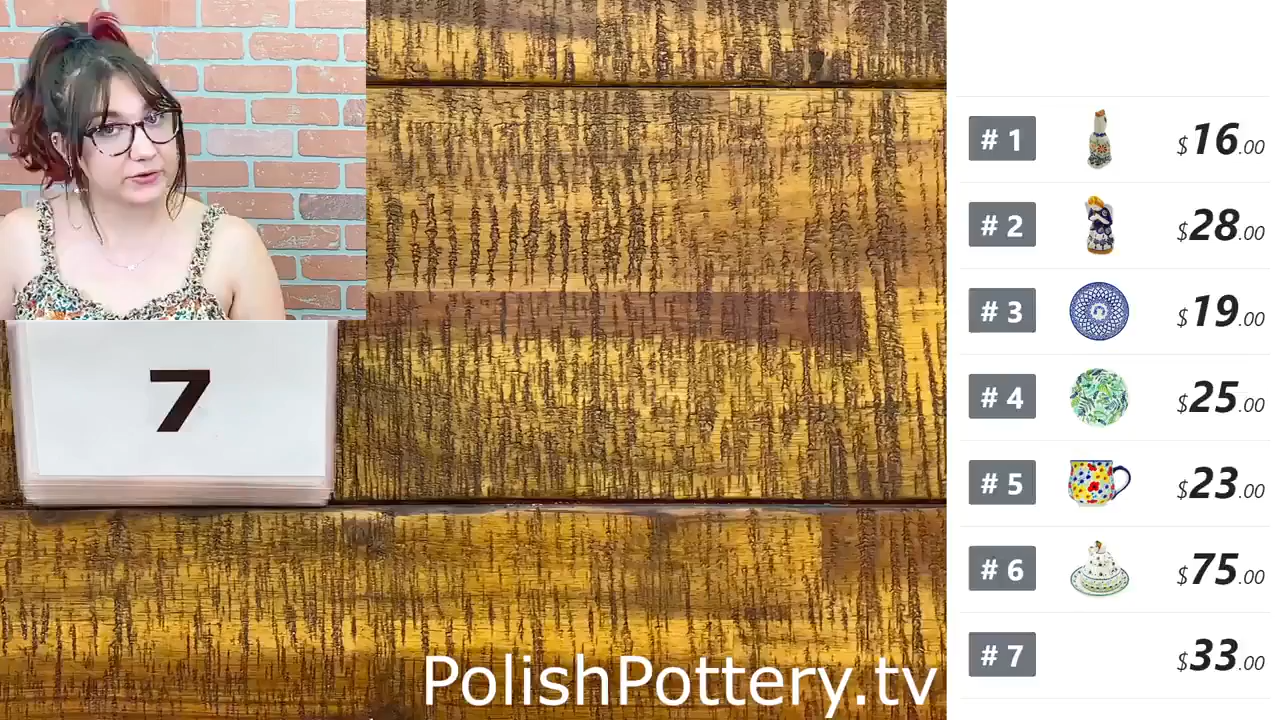 7
PolishPottery.tv
# 1 $16.00
# 2 $28.00
# 3 $19.00
# 4 $25.00
# 5 $23.00
# 6 $75.00
# 7 $33.00